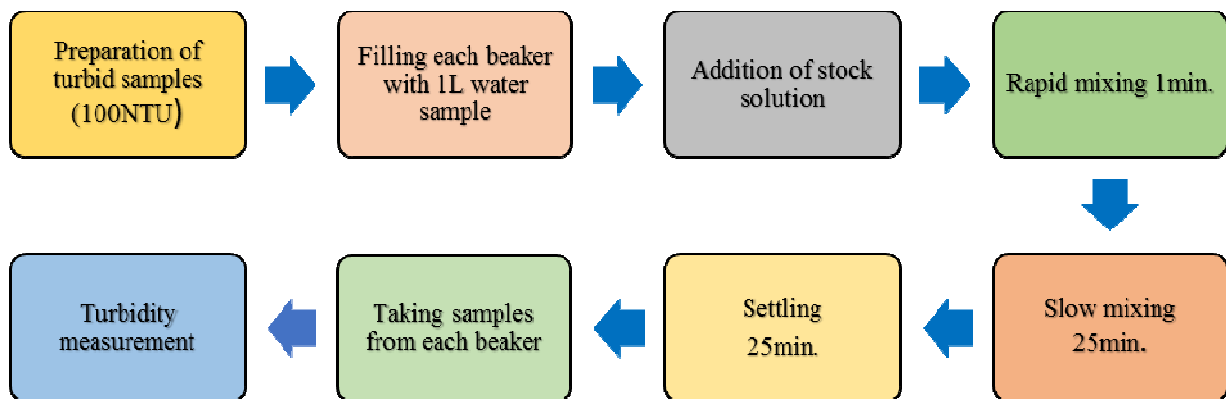 Preparation of
turbid samples
(100NTU)
Filling each beaker
with 1L water
sample
Addition of stock
solution
Rapid mixing 1min.
Slow mixing
25min.
Settling
25min.
Taking samples
from each beaker
Turbidity
measurement